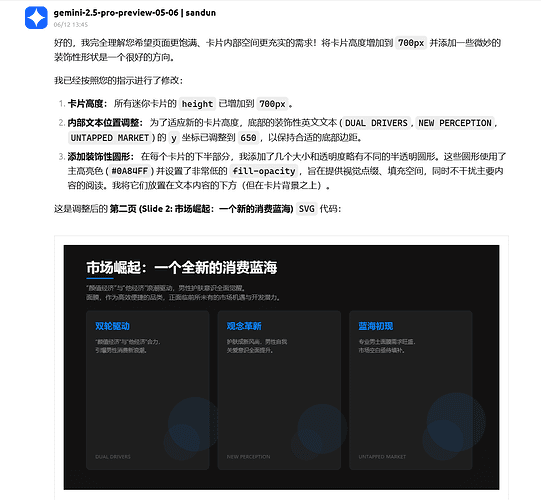 gemini-2.5-pro-preview-05-06 | sandun
06/12 13:45
好的，我完全理解您希望页面更饱满、卡片内部空间更充实的需求！将卡片高度增加到 700px 并添加一些微妙的
装饰性形状是一个很好的方向。
我已经按照您的指示进行了修改：
1. 卡片高度： 所有迷你卡片的 height 已增加到 700px 。
2. 内部文本位置调整： 为了适应新的卡片高度，底部的装饰性英文文本 ( DUAL DRIVERS , NEW PERCEPTION ,
UNTAPPED MARKET ) 的 y 坐标已调整到 650 ，以保持合适的底部边距。
3. 添加装饰性圆形： 在每个卡片的下半部分，我添加了几个大小和透明度略有不同的半透明圆形。这些圆形使用了
主高亮色 ( #0A84FF ) 并设置了非常低的 fill-opacity ，旨在提供视觉点缀、填充空间，同时不干扰主要内
容的阅读。我将它们放置在文本内容的下方（但在卡片背景之上）。
这是调整后的 第二页 (Slide 2: 市场崛起：一个新的消费蓝海) SVG 代码：
市场崛起：一个全新的消费蓝海
“颜值经济”与“他经济”浪潮驱动，男性护肤意识全面觉醒。
面膜，作为高效便捷的品类，正面临前所未有的市场机遇与开发潜力。
双轮驱动
“颜值经济”与“他经济”合力，
引爆男性消费新浪潮。
DUAL DRIVERS
观念革新
护肤成新风尚，男性自我
关爱意识全面提升。
NEW PERCEPTION
蓝海初现
专业男士面膜需求旺盛，
市场空白亟待填补。
UNTAPPED MARKET